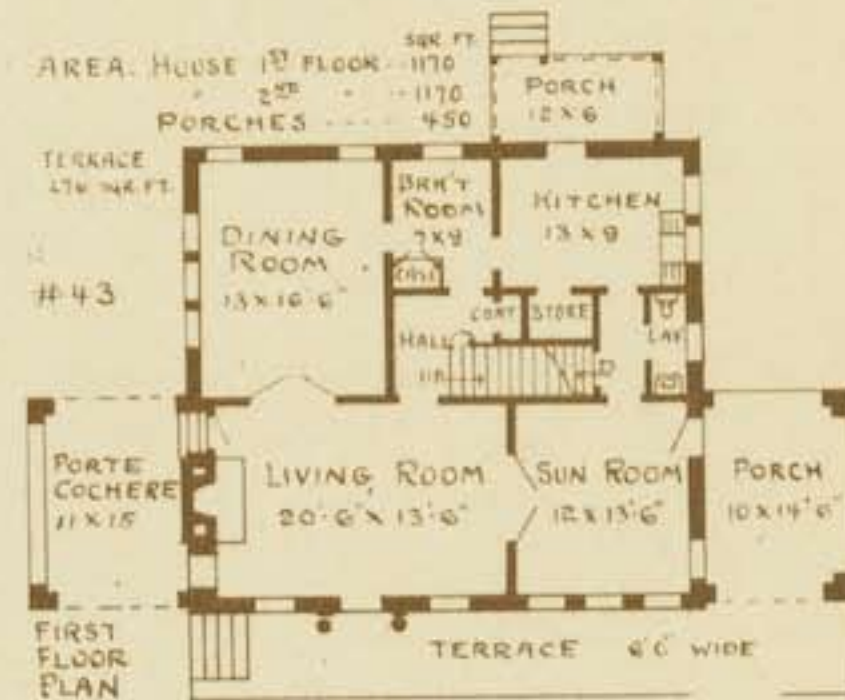 SQR FT.
AREA. HOUSE 1ST FLOOR -- 1170
" 2ND " -- 1170
PORCHES ---- 450
TERRACE
SQR.FT.
#43
PORCH
12 X 6
BRK'T
ROOM
7 X 9
KITCHEN
13 X 9
DINING
ROOM
13 X 16'-6"
COAT
STORE
LAV
HALL
UP
D
PORTE
COCHERE
11 X 15
LIVING ROOM
20'-6" X 13'-6"
SUN ROOM
12 X 13'-6"
PORCH
10 X 14'-6"
FIRST
FLOOR
PLAN
TERRACE 6'0" WIDE